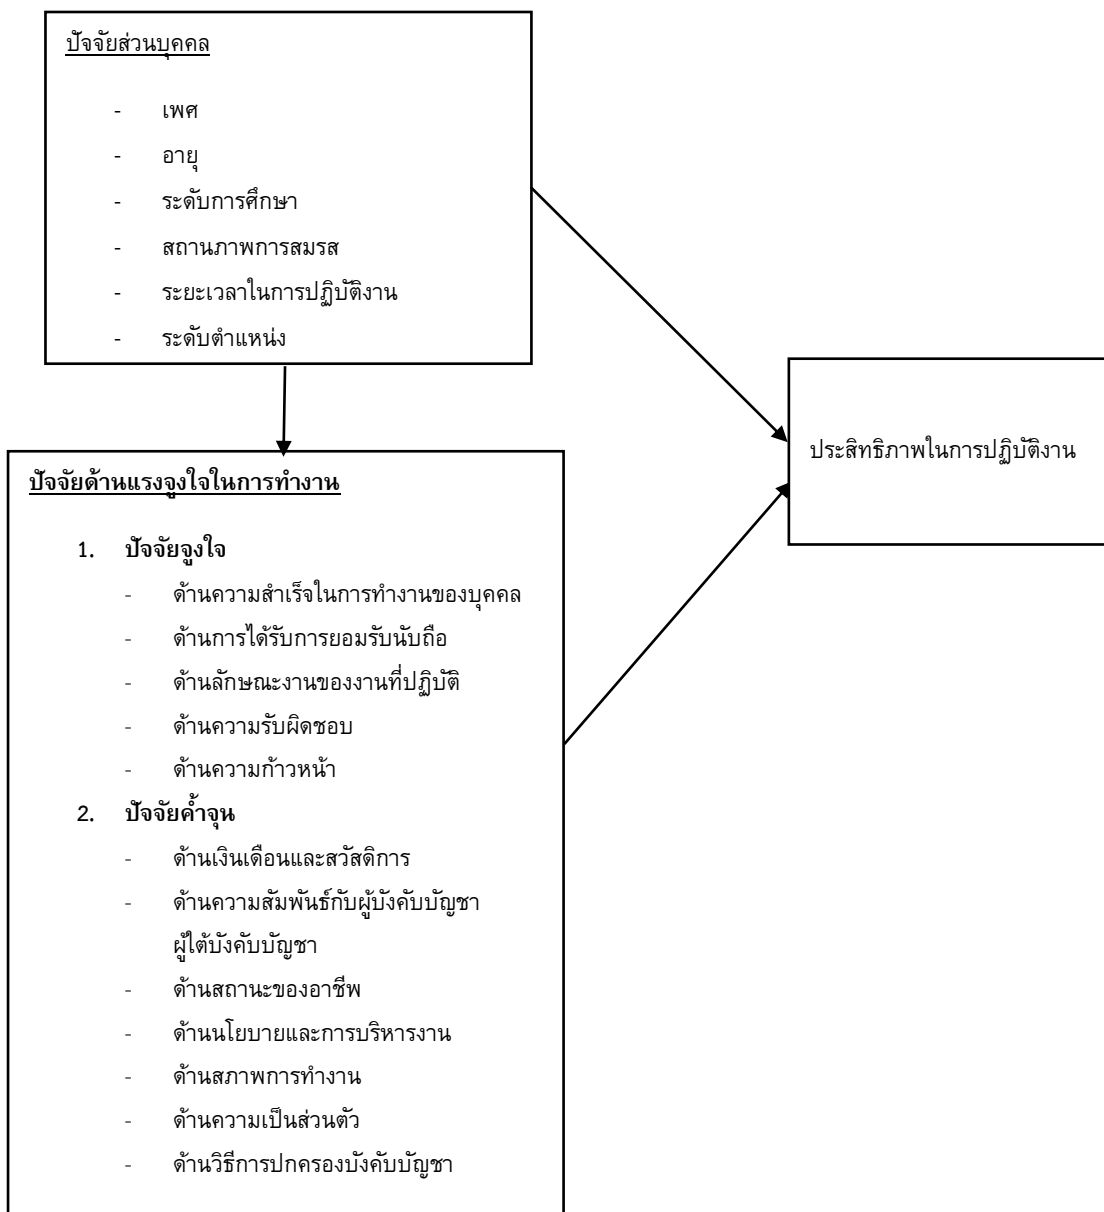 ปัจจัยส่วนบุคคล
- เพศ
- อายุ
- ระดับการศึกษา
- สถานภาพการสมรส
- ระยะเวลาในการปฏิบัติงาน
- ระดับตำแหน่ง
ประสิทธิภาพในการปฏิบัติงาน
ปัจจัยด้านแรงจูงใจในการทำงาน
1. ปัจจัยจูงใจ
- ด้านความสำเร็จในการทำงานของบุคคล
- ด้านการได้รับการยอมรับนับถือ
- ด้านลักษณะงานของงานที่ปฏิบัติ
- ด้านความรับผิดชอบ
- ด้านความก้าวหน้า
2. ปัจจัยค้ำจุน
- ด้านเงินเดือนและสวัสดิการ
- ด้านความสัมพันธ์กับผู้บังคับบัญชา
ผู้ใต้บังคับบัญชา
- ด้านสถานะของอาชีพ
- ด้านนโยบายและการบริหารงาน
- ด้านสภาพการทำงาน
- ด้านความเป็นส่วนตัว
- ด้านวิธีการปกครองบังคับบัญชา